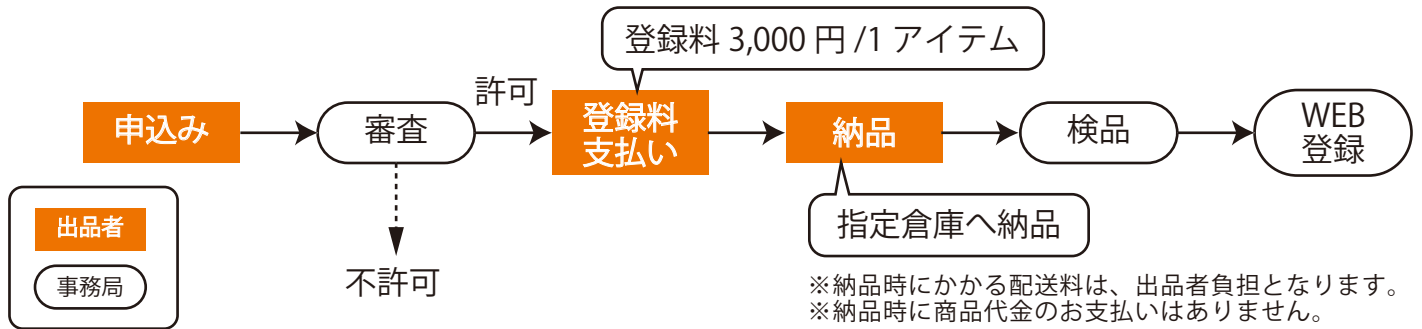 登録料 3,000 円 /1 アイテム
許可
申込み
審査
登録料
支払い
納品
検品
WEB
登録
出品者
事務局
不許可
指定倉庫へ納品
※納品時にかかる配送料は、出品者負担となります。
※納品時に商品代金のお支払いはありません。